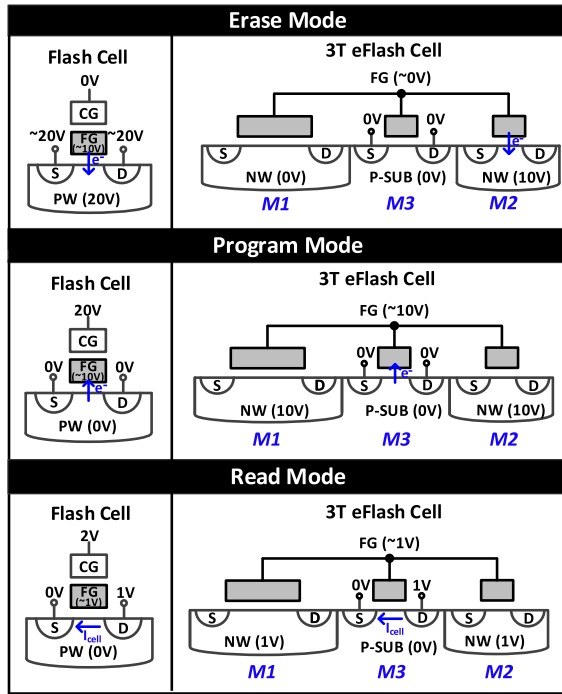 Erase Mode
Flash Cell
0V
CG
~20V FG ~20V
(~10V)
e-
S D
PW (20V)
3T eFlash Cell
FG (~0V)
0V 0V
e-
S D S D S D
NW (0V) P-SUB (0V) NW (10V)
M1 M3 M2
Program Mode
Flash Cell
20V
CG
0V FG 0V
(~10V)
e-
S D
PW (0V)
3T eFlash Cell
FG (~10V)
0V 0V
e-
S D S D S D
NW (10V) P-SUB (0V) NW (10V)
M1 M3 M2
Read Mode
Flash Cell
2V
CG
0V FG 1V
(~1V)
S Icell D
PW (0V)
3T eFlash Cell
FG (~1V)
0V 1V
S D S Icell D S D
NW (1V) P-SUB (0V) NW (1V)
M1 M3 M2